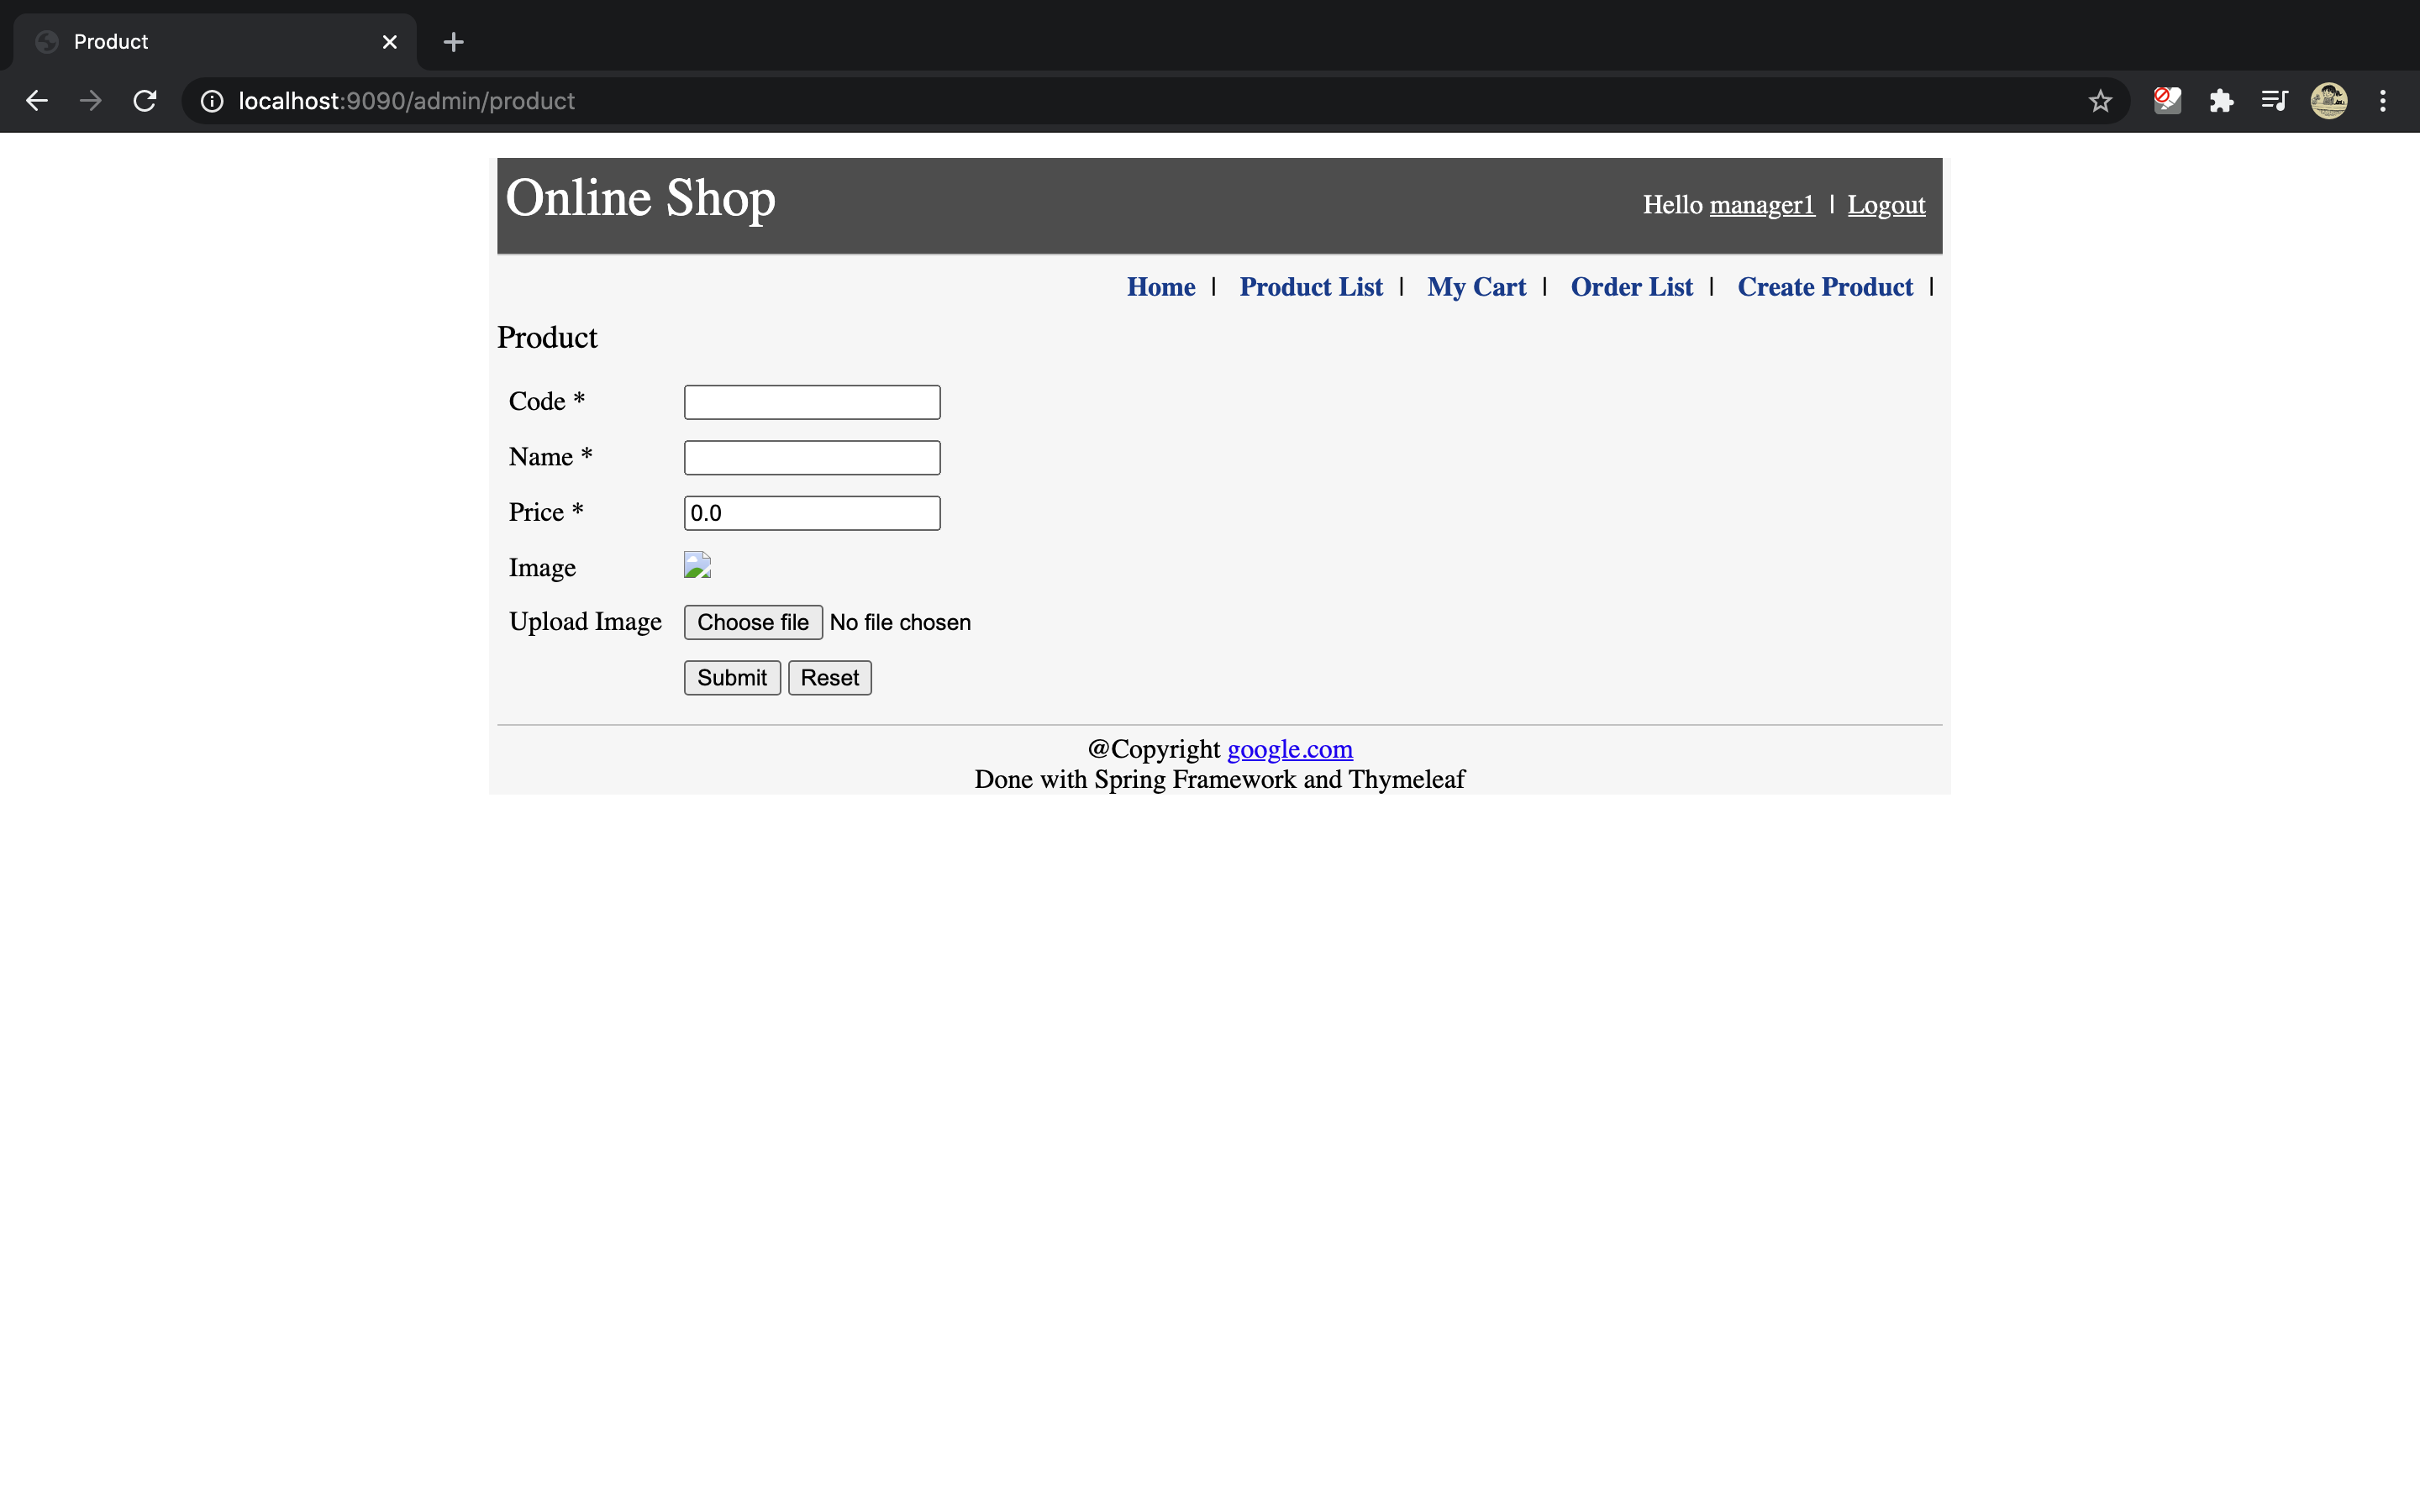 Product
localhost:9090/admin/product
Online Shop
Hello manager1 | Logout
Home | Product List | My Cart | Order List | Create Product |
Product
Code *
Name *
Price * 0.0
Image
Upload Image Choose file No file chosen
Submit Reset
@Copyright google.com
Done with Spring Framework and Thymeleaf